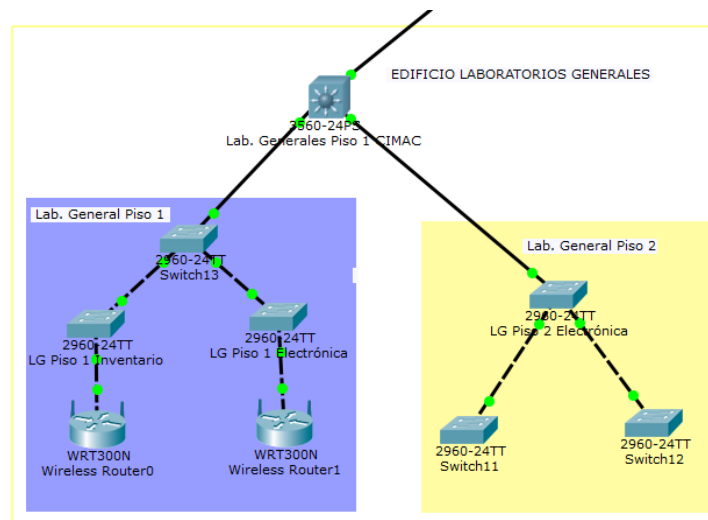 EDIFICIO LABORATORIOS GENERALES
3560-24PS
Lab. Generales Piso 1 CIMAC
Lab. General Piso 1
2960-24TT
Switch13
2960-24TT
LG Piso 1 Inventario
2960-24TT
LG Piso 1 Electrónica
WRT300N
Wireless Router0
WRT300N
Wireless Router1
Lab. General Piso 2
2960-24TT
LG Piso 2 Electrónica
2960-24TT
Switch11
2960-24TT
Switch12